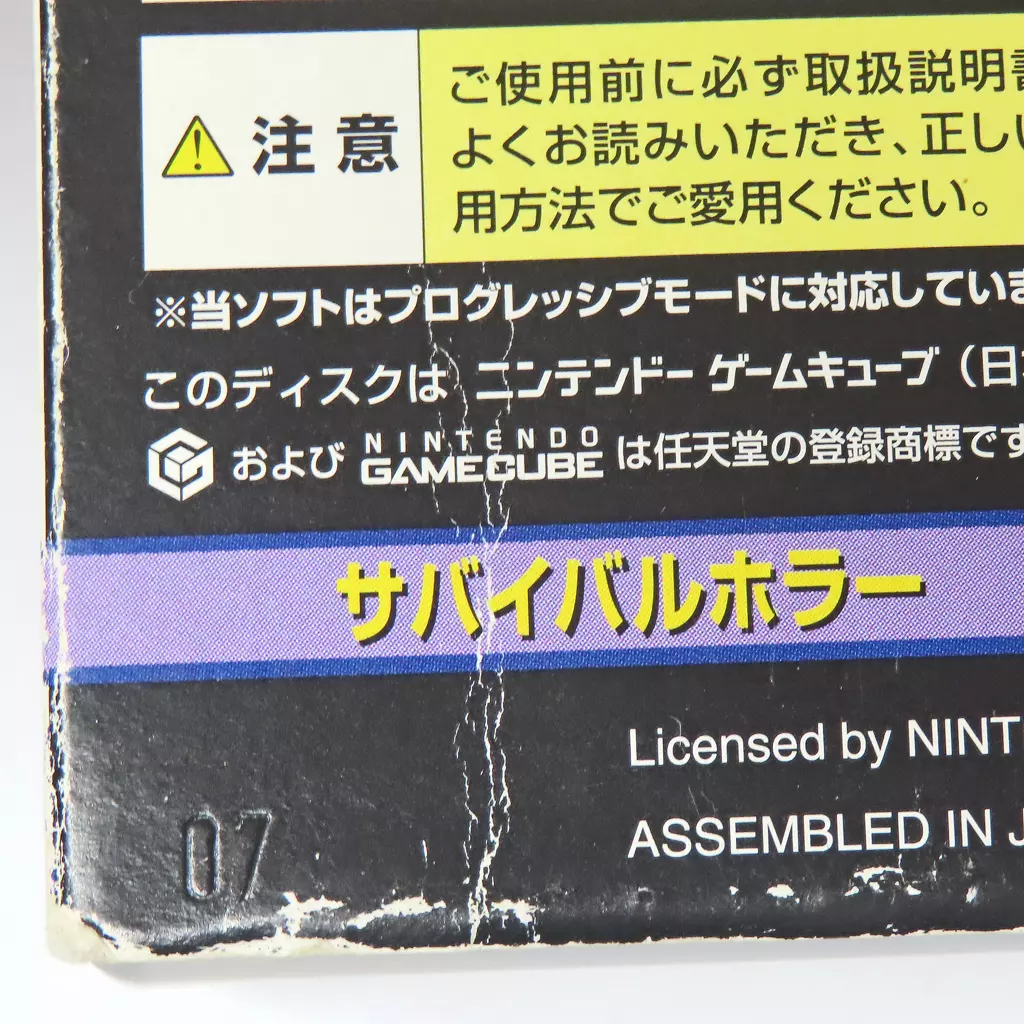 注意
ご使用前に必ず取扱説明書
よくお読みいただき、正しい
用方法でご愛用ください。
※当ソフトはプログレッシブモードに対応していま
このディスクは ニンテンドー ゲームキューブ（日
および NINTENDO GAMECUBE は任天堂の登録商標です
サバイバルホラー
Licensed by NINT
ASSEMBLED IN J
07